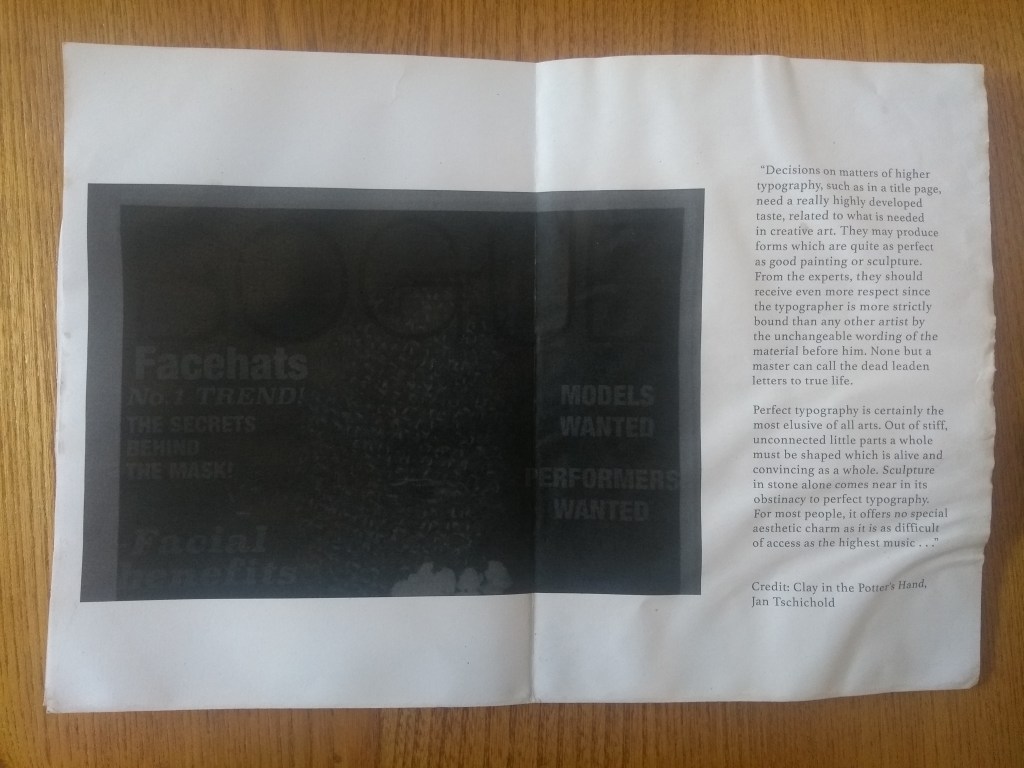 Facehats
No.1 TREND!
THE SECRETS
BEHIND
THE MASK!
Facial
benefits
MODELS
WANTED
PERFORMERS
WANTED
“Decisions on matters of higher
typography, such as in a title page,
need a really highly developed
taste, related to what is needed
in creative art. They may produce
forms which are quite as perfect
as good painting or sculpture.
From the experts, they should
receive even more respect since
the typographer is more strictly
bound than any other artist by
the unchangeable wording of the
material before him. None but a
master can call the dead leaden
letters to true life.
Perfect typography is certainly the
most elusive of all arts. Out of stiff,
unconnected little parts a whole
must be shaped which is alive and
convincing as a whole. Sculpture
in stone alone comes near in its
obstinacy to perfect typography.
For most people, it offers no special
aesthetic charm as it is as difficult
of access as the highest music . . .”
Credit: Clay in the Potter's Hand,
Jan Tschichold